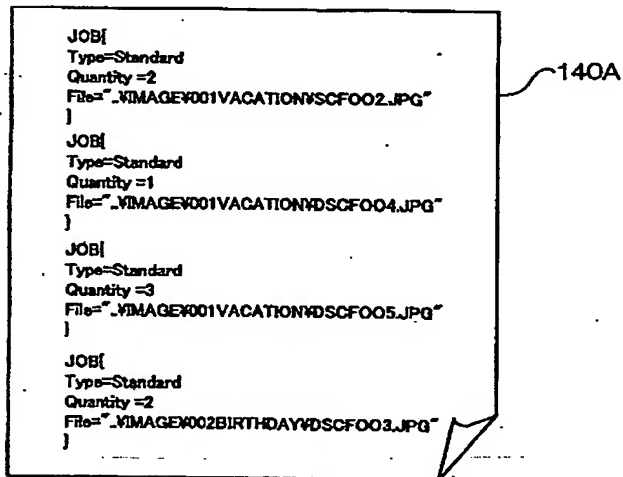 JOB[
Type=Standard
Quantity =2
File="..¥IMAGE¥001VACATION¥SCFOO2.JPG"
]
JOB[
Type=Standard
Quantity =1
File="..¥IMAGE¥001VACATION¥DSCFOO4.JPG"
]
JOB[
Type=Standard
Quantity =3
File="..¥IMAGE¥001VACATION¥DSCFOO5.JPG"
]
JOB[
Type=Standard
Quantity =2
File="..¥IMAGE¥002BIRTHDAY¥DSCFOO3.JPG"
]
140A